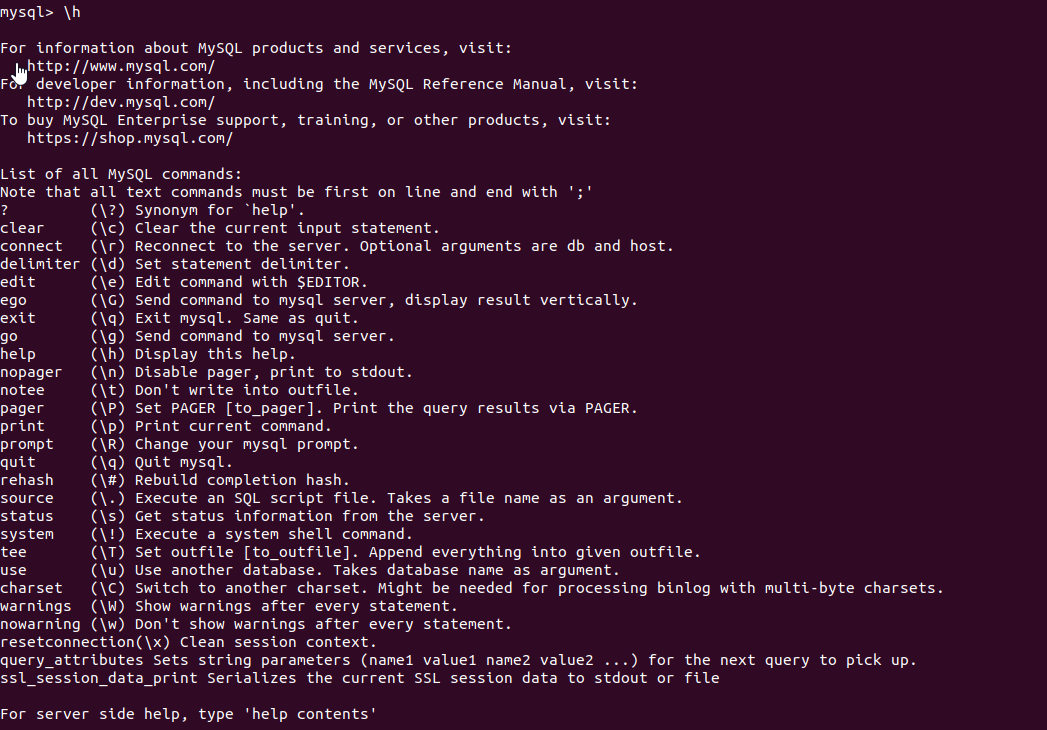 mysql> \h

For information about MySQL products and services, visit:
   http://www.mysql.com/
For developer information, including the MySQL Reference Manual, visit:
   http://dev.mysql.com/
To buy MySQL Enterprise support, training, or other products, visit:
   https://shop.mysql.com/

List of all MySQL commands:
Note that all text commands must be first on line and end with ';'
?         (\?) Synonym for `help'.
clear     (\c) Clear the current input statement.
connect   (\r) Reconnect to the server. Optional arguments are db and host.
delimiter (\d) Set statement delimiter.
edit      (\e) Edit command with $EDITOR.
ego       (\G) Send command to mysql server, display result vertically.
exit      (\q) Exit mysql. Same as quit.
go        (\g) Send command to mysql server.
help      (\h) Display this help.
nopager   (\n) Disable pager, print to stdout.
notee     (\t) Don't write into outfile.
pager     (\P) Set PAGER [to_pager]. Print the query results via PAGER.
print     (\p) Print current command.
prompt    (\R) Change your mysql prompt.
quit      (\q) Quit mysql.
rehash    (\#) Rebuild completion hash.
source    (\.) Execute an SQL script file. Takes a file name as an argument.
status    (\s) Get status information from the server.
system    (\!) Execute a system shell command.
tee       (\T) Set outfile [to_outfile]. Append everything into given outfile.
use       (\u) Use another database. Takes database name as argument.
charset   (\C) Switch to another charset. Might be needed for processing binlog with multi-byte charsets.
warnings  (\W) Show warnings after every statement.
nowarning (\w) Don't show warnings after every statement.
resetconnection(\x) Clean session context.
query_attributes Sets string parameters (name1 value1 name2 value2 ...) for the next query to pick up.
ssl_session_data_print Serializes the current SSL session data to stdout or file

For server side help, type 'help contents'